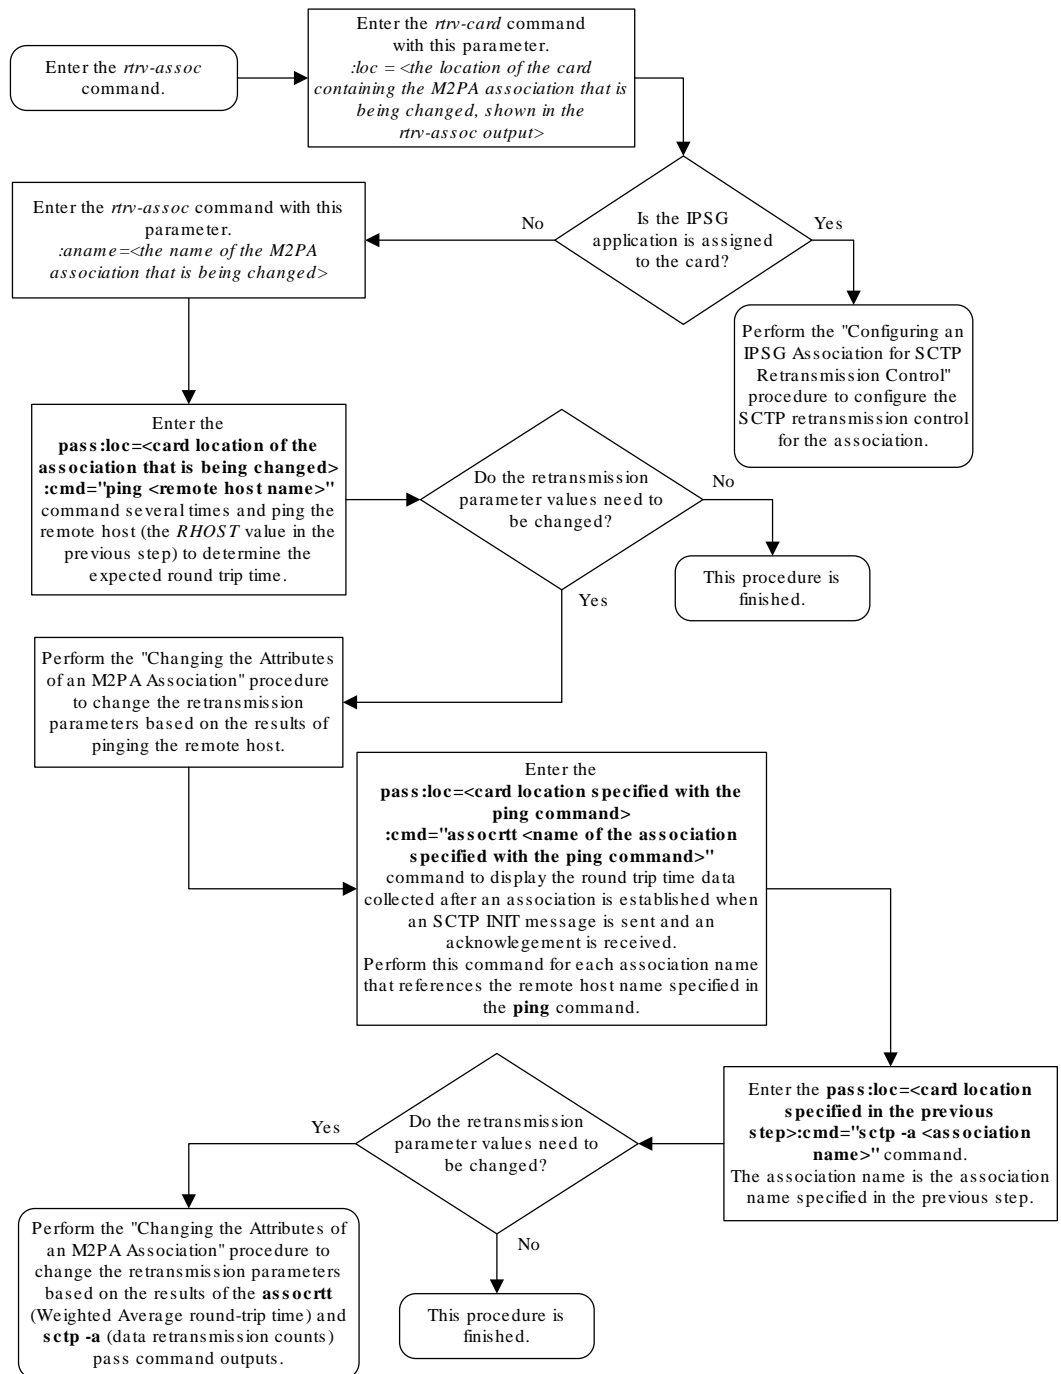 Enter the rtrv-assoc
command.
Enter the rtrv-card command
with this parameter.
:loc = <the location of the card
containing the M2PA association that is
being changed, shown in the
rtrv-assoc output>
Is the IPSG
application is assigned
to the card?
No
Yes
Enter the rtrv-assoc command with this
parameter.
:aname=<the name of the M2PA
association that is being changed>
Perform the "Configuring an
IPSG Association for SCTP
Retransmission Control"
procedure to configure the
SCTP retransmission control
for the association.
Enter the
pass:loc=<card location of the
association that is being changed>
:cmd="ping <remote host name>"
command several times and ping the
remote host (the RHOST value in the
previous step) to determine the
expected round trip time.
Do the retransmission
parameter values need to
be changed?
No
This procedure is
finished.
Yes
Perform the "Changing the Attributes
of an M2PA Association" procedure
to change the retransmission
parameters based on the results of
pinging the remote host.
Enter the
pass:loc=<card location specified with the
ping command>
:cmd="assocrtt <name of the association
specified with the ping command>"
command to display the round trip time data
collected after an association is established when
an SCTP INIT message is sent and an
acknowlegement is received.
Perform this command for each association name
that references the remote host name specified in
the ping command.
Enter the pass:loc=<card location
specified in the previous
step>:cmd="sctp -a <association
name>" command.
The association name is the association
name specified in the previous step.
Do the retransmission
parameter values need to
be changed?
Yes
No
Perform the "Changing the Attributes of
an M2PA Association" procedure to
change the retransmission parameters
based on the results of the assocrtt
(Weighted Average round-trip time) and
sctp -a (data retransmission counts)
pass command outputs.
This procedure is
finished.